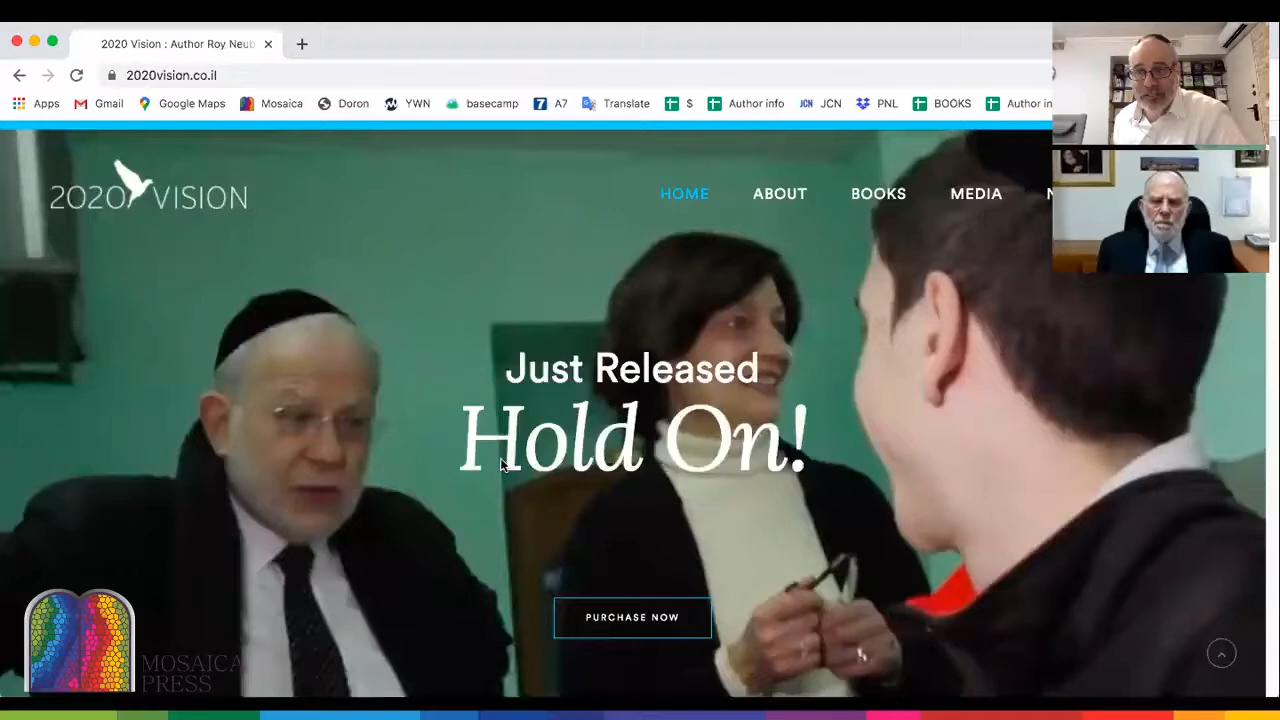 2020 Vision : Author Roy Neub
2020vision.co.il
Apps Gmail Google Maps Mosaica Doron YWN basecamp 7 A7 Translate $ Author info JCN JCN PNL BOOKS Author in
2020 VISION
HOME ABOUT BOOKS MEDIA N
Just Released
Hold On!
PURCHASE NOW
MOSAICA
PRESS